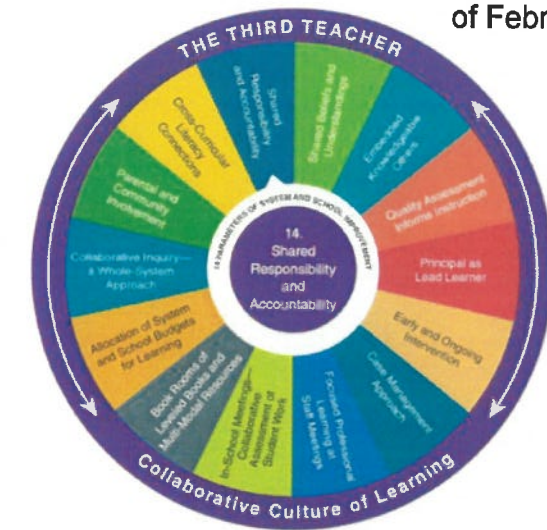 of Febr
THE THIRD TEACHER
Shared
Responsibility
and Accountability
Shared Beliefs and
Understandings
Embedded
Knowledgeable
Others
Quality Assessment
Informs Instruction
Principal as
Lead Learner
Early and Ongoing
Intervention
Case Management
Approach
Focused Professional
Learning at
Staff Meetings
In-School Meetings—
Collaborative
Assessment of
Student Work
Book Rooms of
Levelled Books and
Multi-Modal Resources
Allocation of System
and School Budgets
for Learning
Collaborative Inquiry—
a Whole-System
Approach
Parental and
Community
Involvement
Cross-Curricular
Literacy
Connections
14 PARAMETERS OF SYSTEM AND SCHOOL IMPROVEMENT
14.
Shared
Responsibility
and
Accountability
Collaborative Culture of Learning